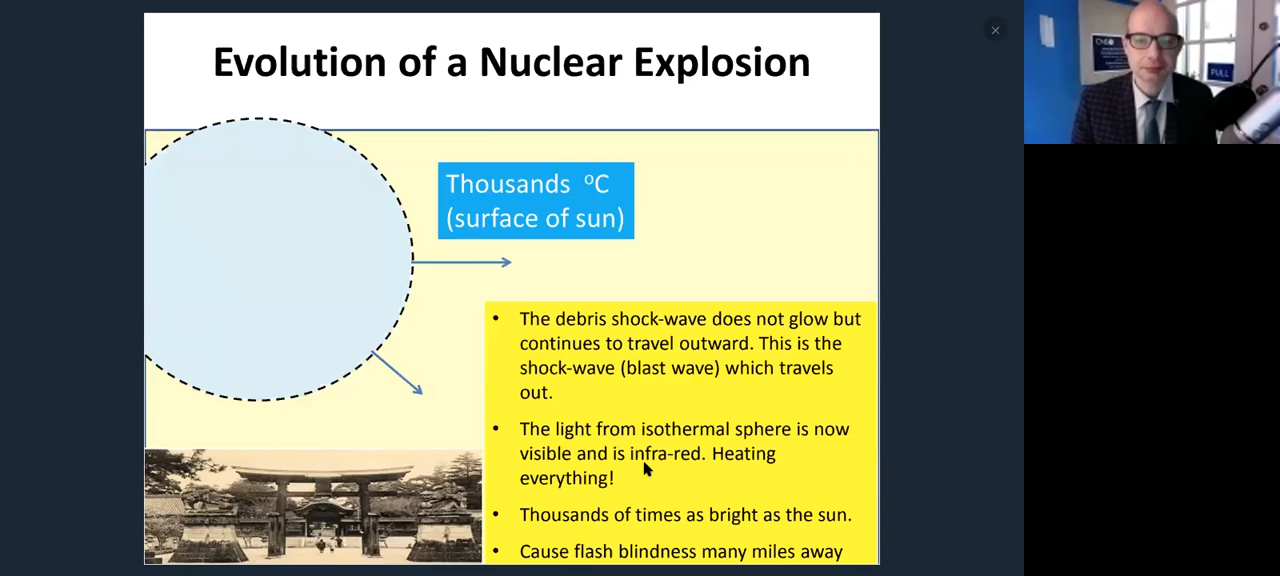 Evolution of a Nuclear Explosion
Thousands ºC
(surface of sun)
• The debris shock-wave does not glow but
continues to travel outward. This is the
shock-wave (blast wave) which travels
out.
• The light from isothermal sphere is now
visible and is infra-red. Heating
everything!
• Thousands of times as bright as the sun.
• Cause flash blindness many miles away
PULL